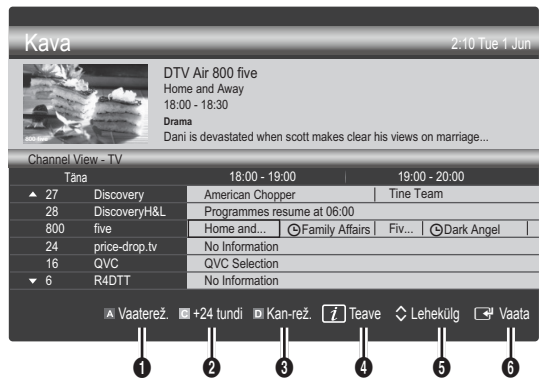 Kava 2:10 Tue 1 Jun
DTV Air 800 five
Home and Away
18:00 - 18:30
Drama
Dani is devastated when scott makes clear his views on marriage...
800 five
Channel View - TV
Täna 18:00 - 19:00 19:00 - 20:00
▲ 27 Discovery American Chopper Tine Team
28 DiscoveryH&L Programmes resume at 06:00
800 five Home and... Family Affairs Fiv... Dark Angel
24 price-drop.tv No Information
16 QVC QVC Selection
▼ 6 R4DTT No Information
A Vaaterež. C +24 tundi D Kan-rež. i Teave Lehekülg Vaata
1 2 3 4 5 6